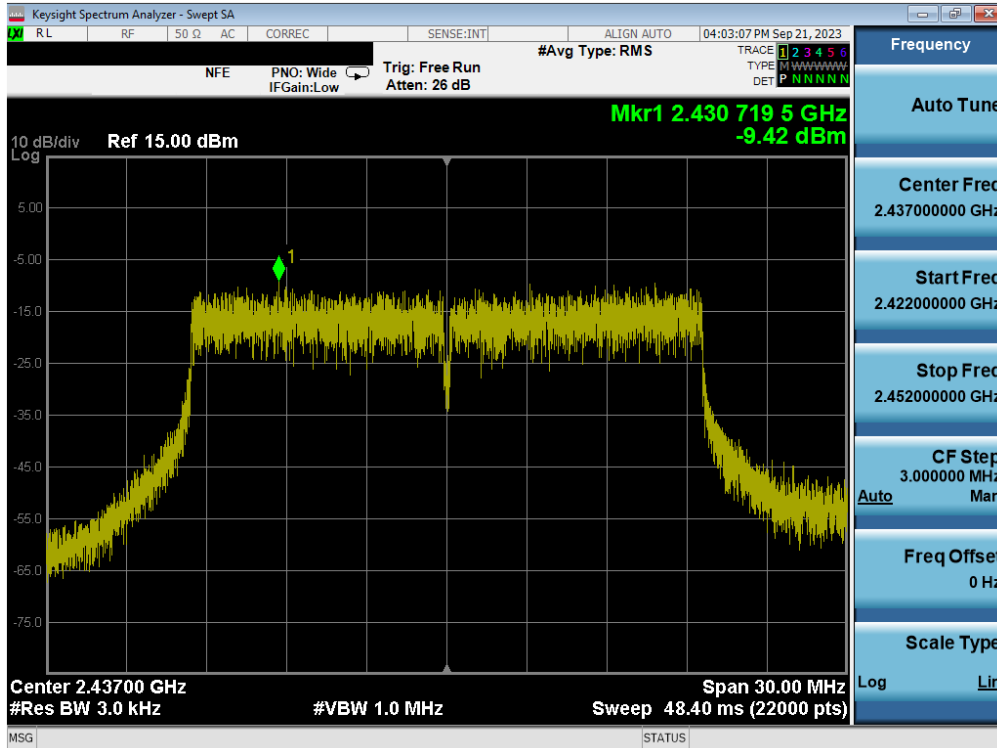 Keysight Spectrum Analyzer - Swept SA
LXI RL RF 50 Ω AC CORREC SENSE:INT ALIGN AUTO 04:03:07 PM Sep 21, 2023
NFE PNO: Wide IFGain:Low
Trig: Free Run
Atten: 26 dB
#Avg Type: RMS
TRACE 1 2 3 4 5 6
TYPE M WWWWW
DET P N N N N N
Mkr1 2.430 719 5 GHz
-9.42 dBm
10 dB/div Ref 15.00 dBm
Log
5.00
-5.00
-15.0
-25.0
-35.0
-45.0
-55.0
-65.0
-75.0
1
Center 2.43700 GHz Span 30.00 MHz
#Res BW 3.0 kHz #VBW 1.0 MHz Sweep 48.40 ms (22000 pts)
MSG STATUS
Frequency
Auto Tune
Center Freq
2.437000000 GHz
Start Freq
2.422000000 GHz
Stop Freq
2.452000000 GHz
CF Step
3.000000 MHz
Auto Man
Freq Offset
0 Hz
Scale Type
Log Lin